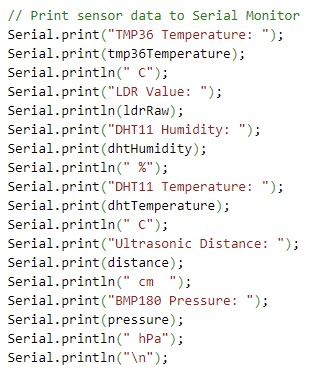 // Print sensor data to Serial Monitor
Serial.print("TMP36 Temperature: ");
Serial.print(tmp36Temperature);
Serial.println(" C");
Serial.print("LDR Value: ");
Serial.println(ldrRaw);
Serial.print("DHT11 Humidity: ");
Serial.print(dhtHumidity);
Serial.println(" %");
Serial.print("DHT11 Temperature: ");
Serial.print(dhtTemperature);
Serial.println(" C");
Serial.print("Ultrasonic Distance: ");
Serial.print(distance);
Serial.println(" cm  ");
Serial.print("BMP180 Pressure: ");
Serial.print(pressure);
Serial.println(" hPa");
Serial.println("\n");